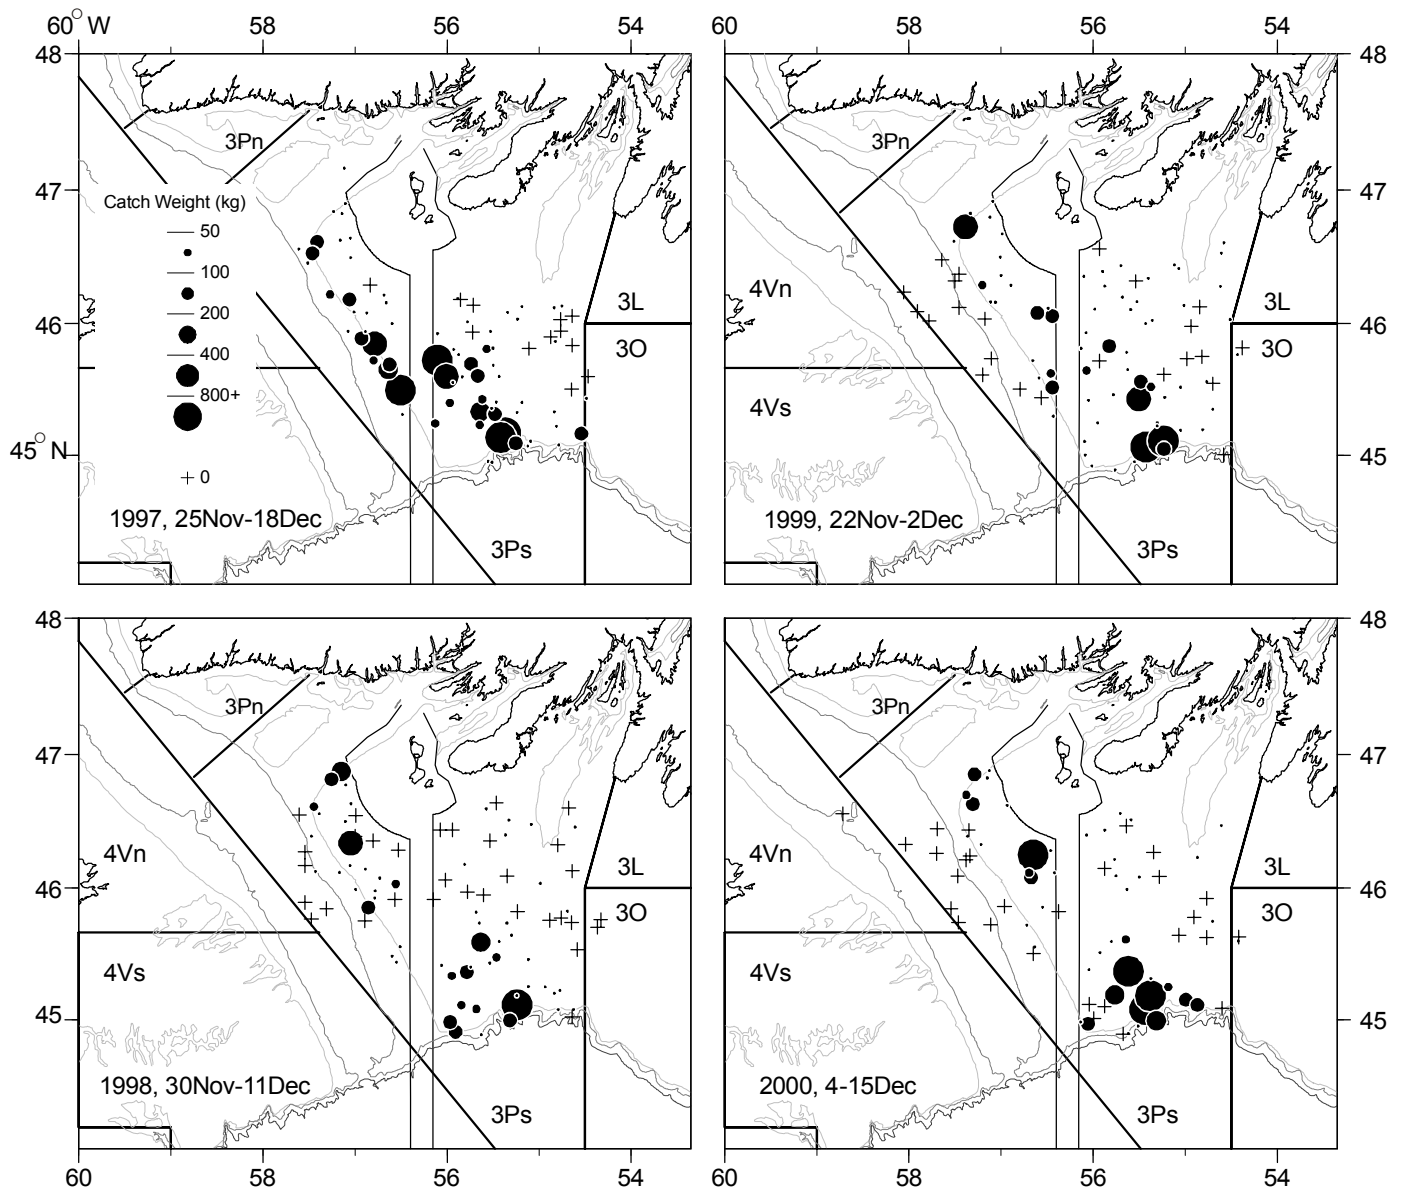 60° W 58 56 54
60 58 56 54
48
48
3Pn
3Pn
47
47
Catch Weight (kg)
50
100
200
400
800+
0
4Vn
3L
3L
46
46
3O
3O
4Vs
45° N
45
1997, 25Nov-18Dec
1999, 22Nov-2Dec
3Ps
3Ps
48
48
3Pn
3Pn
47
47
4Vn
4Vn
3L
3L
46
46
3O
3O
4Vs
4Vs
45
45
1998, 30Nov-11Dec
2000, 4-15Dec
3Ps
3Ps
60 58 56 54
60 58 56 54